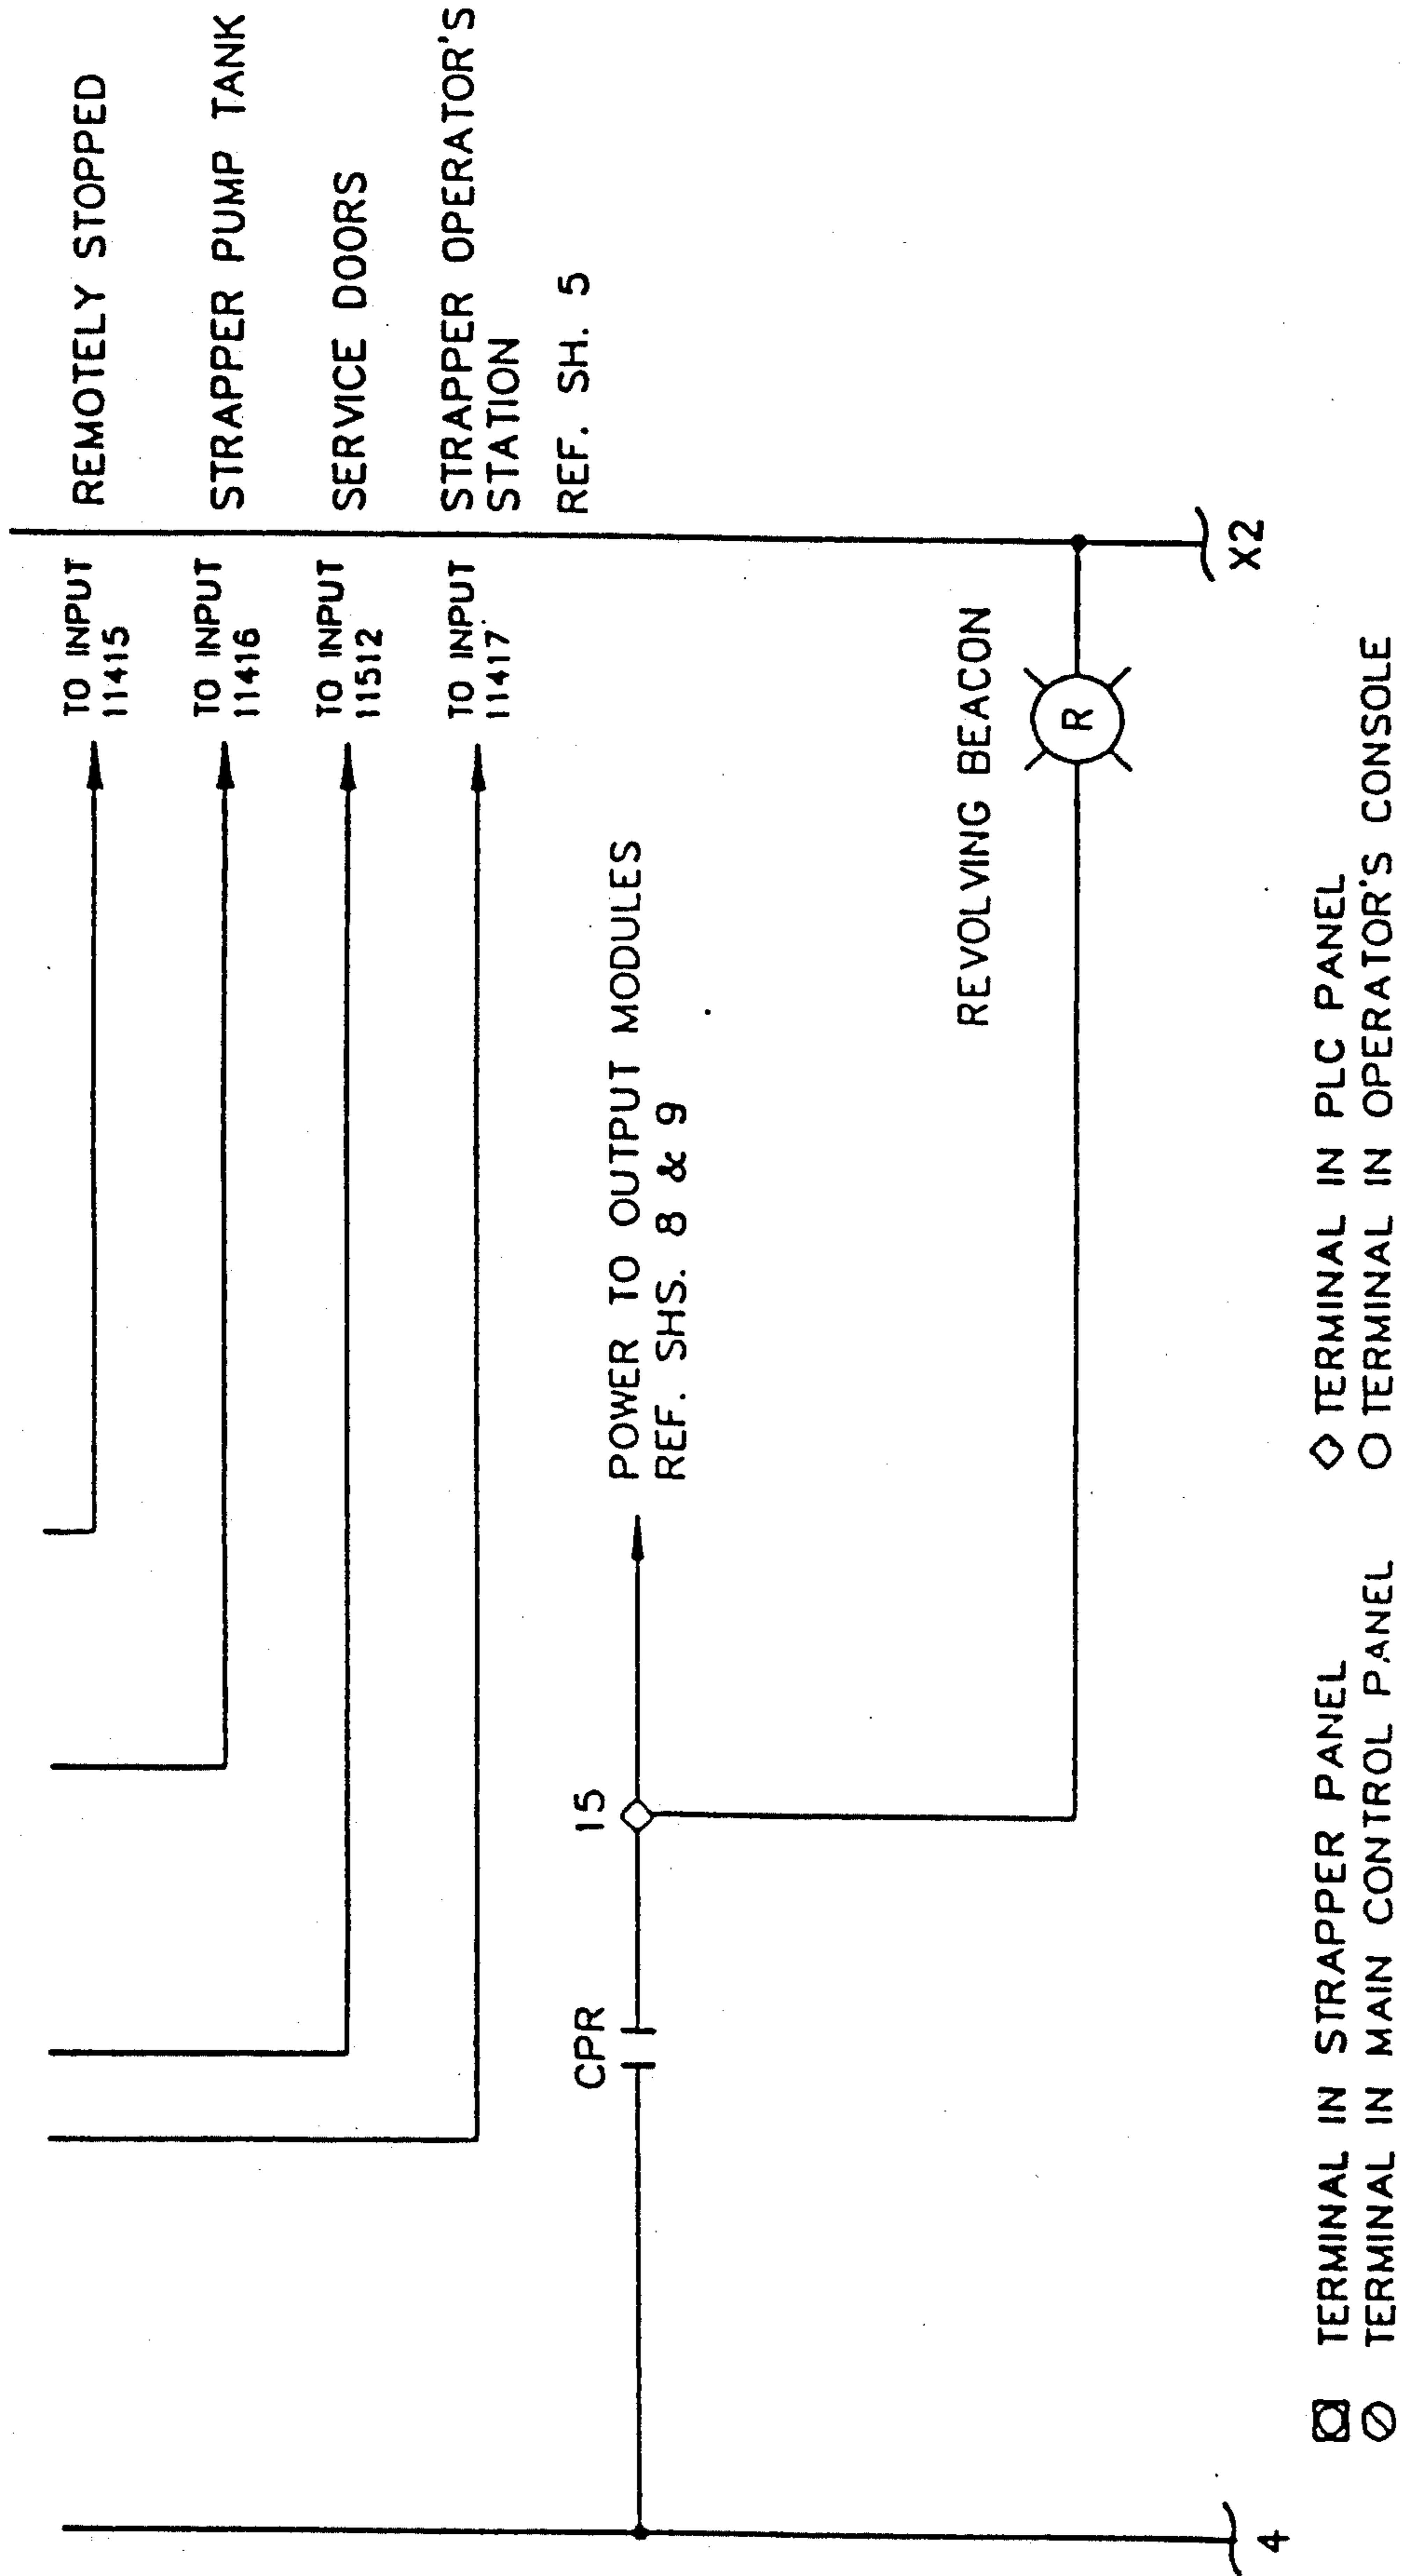 TO INPUT
11415
REMOTELY STOPPED
TO INPUT
11416
STRAPPER PUMP TANK
TO INPUT
11512
SERVICE DOORS
TO INPUT
11417
STRAPPER OPERATOR'S
STATION
REF. SH. 5
CPR
15
POWER TO OUTPUT MODULES
REF. SHS. 8 & 9
REVOLVING BEACON
R
4
X2
TERMINAL IN STRAPPER PANEL
TERMINAL IN MAIN CONTROL PANEL
TERMINAL IN PLC PANEL
TERMINAL IN OPERATOR'S CONSOLE